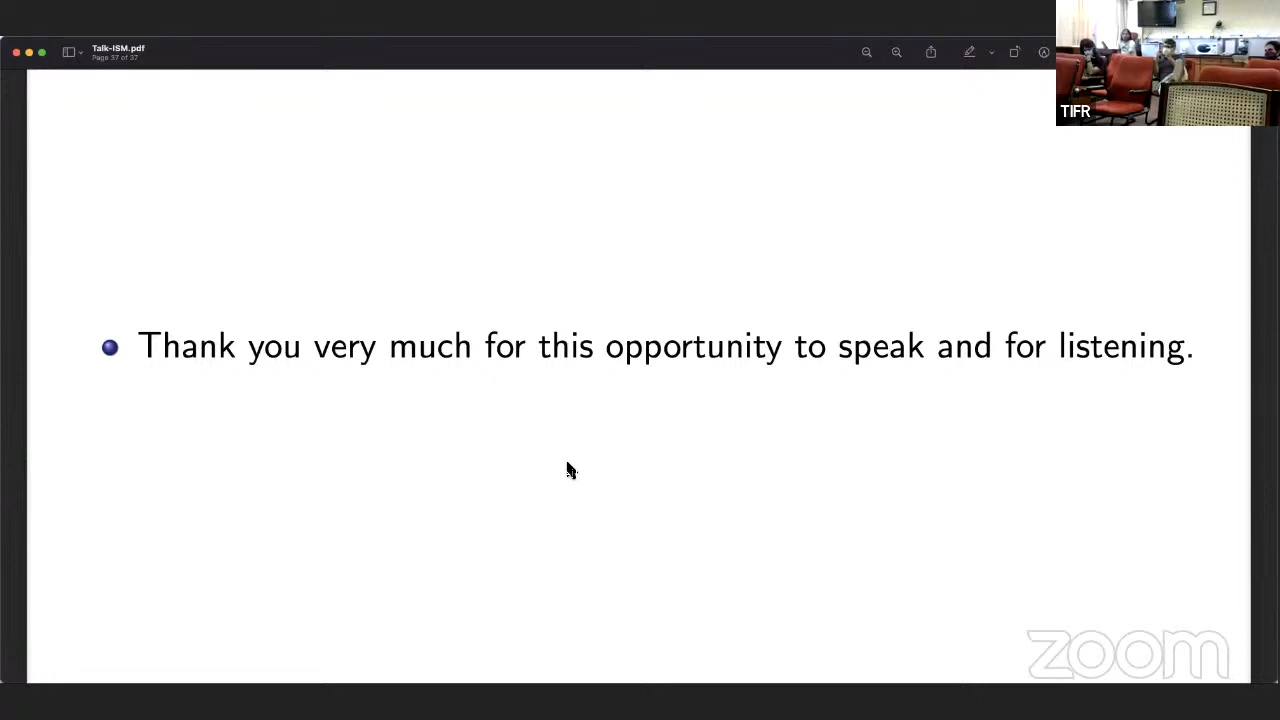 Talk-ISM.pdf
Page 37 of 37
TIFR
Thank you very much for this opportunity to speak and for listening.
zoom